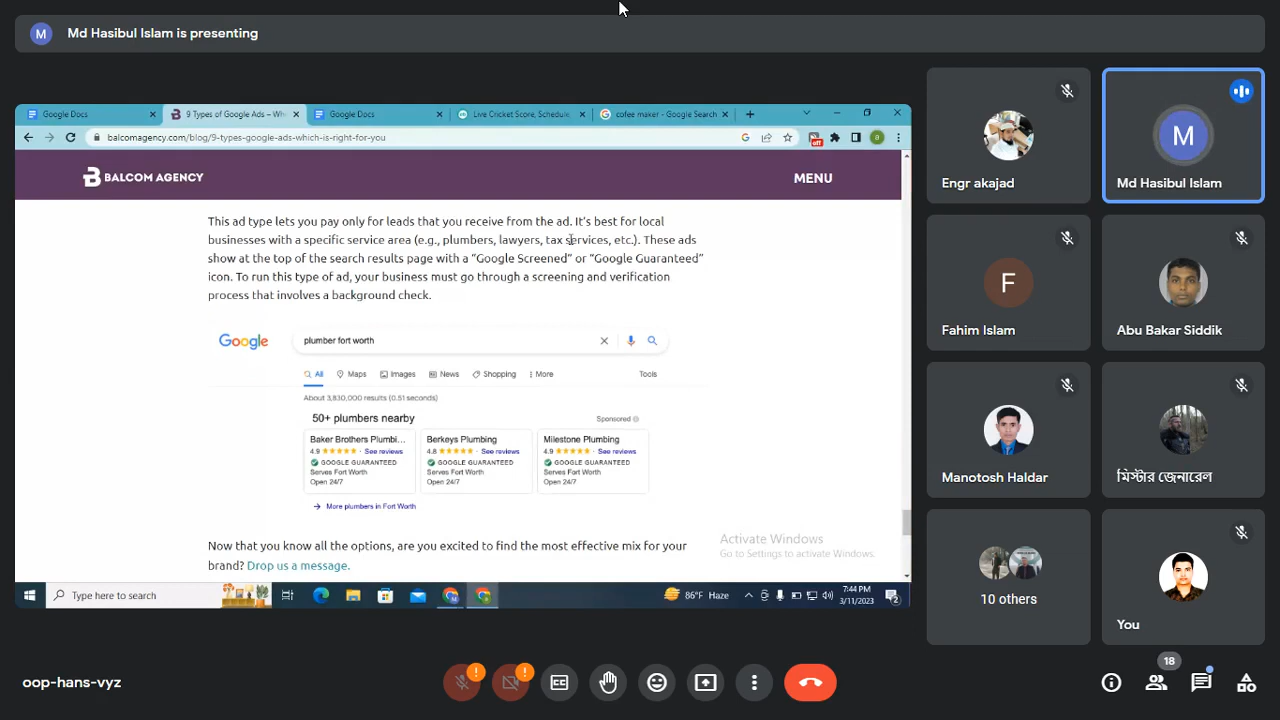 Md Hasibul Islam is presenting
M
Google Docs
9 Types of Google Ads – Wh
Google Docs
Live Cricket Score, Schedule
cofee maker - Google Search
balcomagency.com/blog/9-types-google-ads-which-is-right-for-you
BALCOM AGENCY
MENU
This ad type lets you pay only for leads that you receive from the ad. It's best for local
businesses with a specific service area (e.g., plumbers, lawyers, tax services, etc.). These ads
show at the top of the search results page with a “Google Screened” or “Google Guaranteed”
icon. To run this type of ad, your business must go through a screening and verification
process that involves a background check.
Google
plumber fort worth
All
Maps
Images
News
Shopping
More
Tools
About 3,830,000 results (0.51 seconds)
50+ plumbers nearby
Sponsored
Baker Brothers Plumbi...
Berkeys Plumbing
Milestone Plumbing
4.9 ★★★★★ · See reviews
4.8 ★★★★★ · See reviews
4.9 ★★★★★ · See reviews
GOOGLE GUARANTEED
GOOGLE GUARANTEED
GOOGLE GUARANTEED
Serves Fort Worth
Serves Fort Worth
Serves Fort Worth
Open 24/7
Open 24/7
Open 24/7
→ More plumbers in Fort Worth
Now that you know all the options, are you excited to find the most effective mix for your
brand? Drop us a message.
Activate Windows
Go to Settings to activate Windows.
Type here to search
86°F Haze
7:44 PM
3/11/2023
2
Engr akajad
M
Md Hasibul Islam
F
Fahim Islam
Abu Bakar Siddik
Manotosh Haldar
মিস্টার জেনারেল
10 others
You
oop-hans-vyz
18